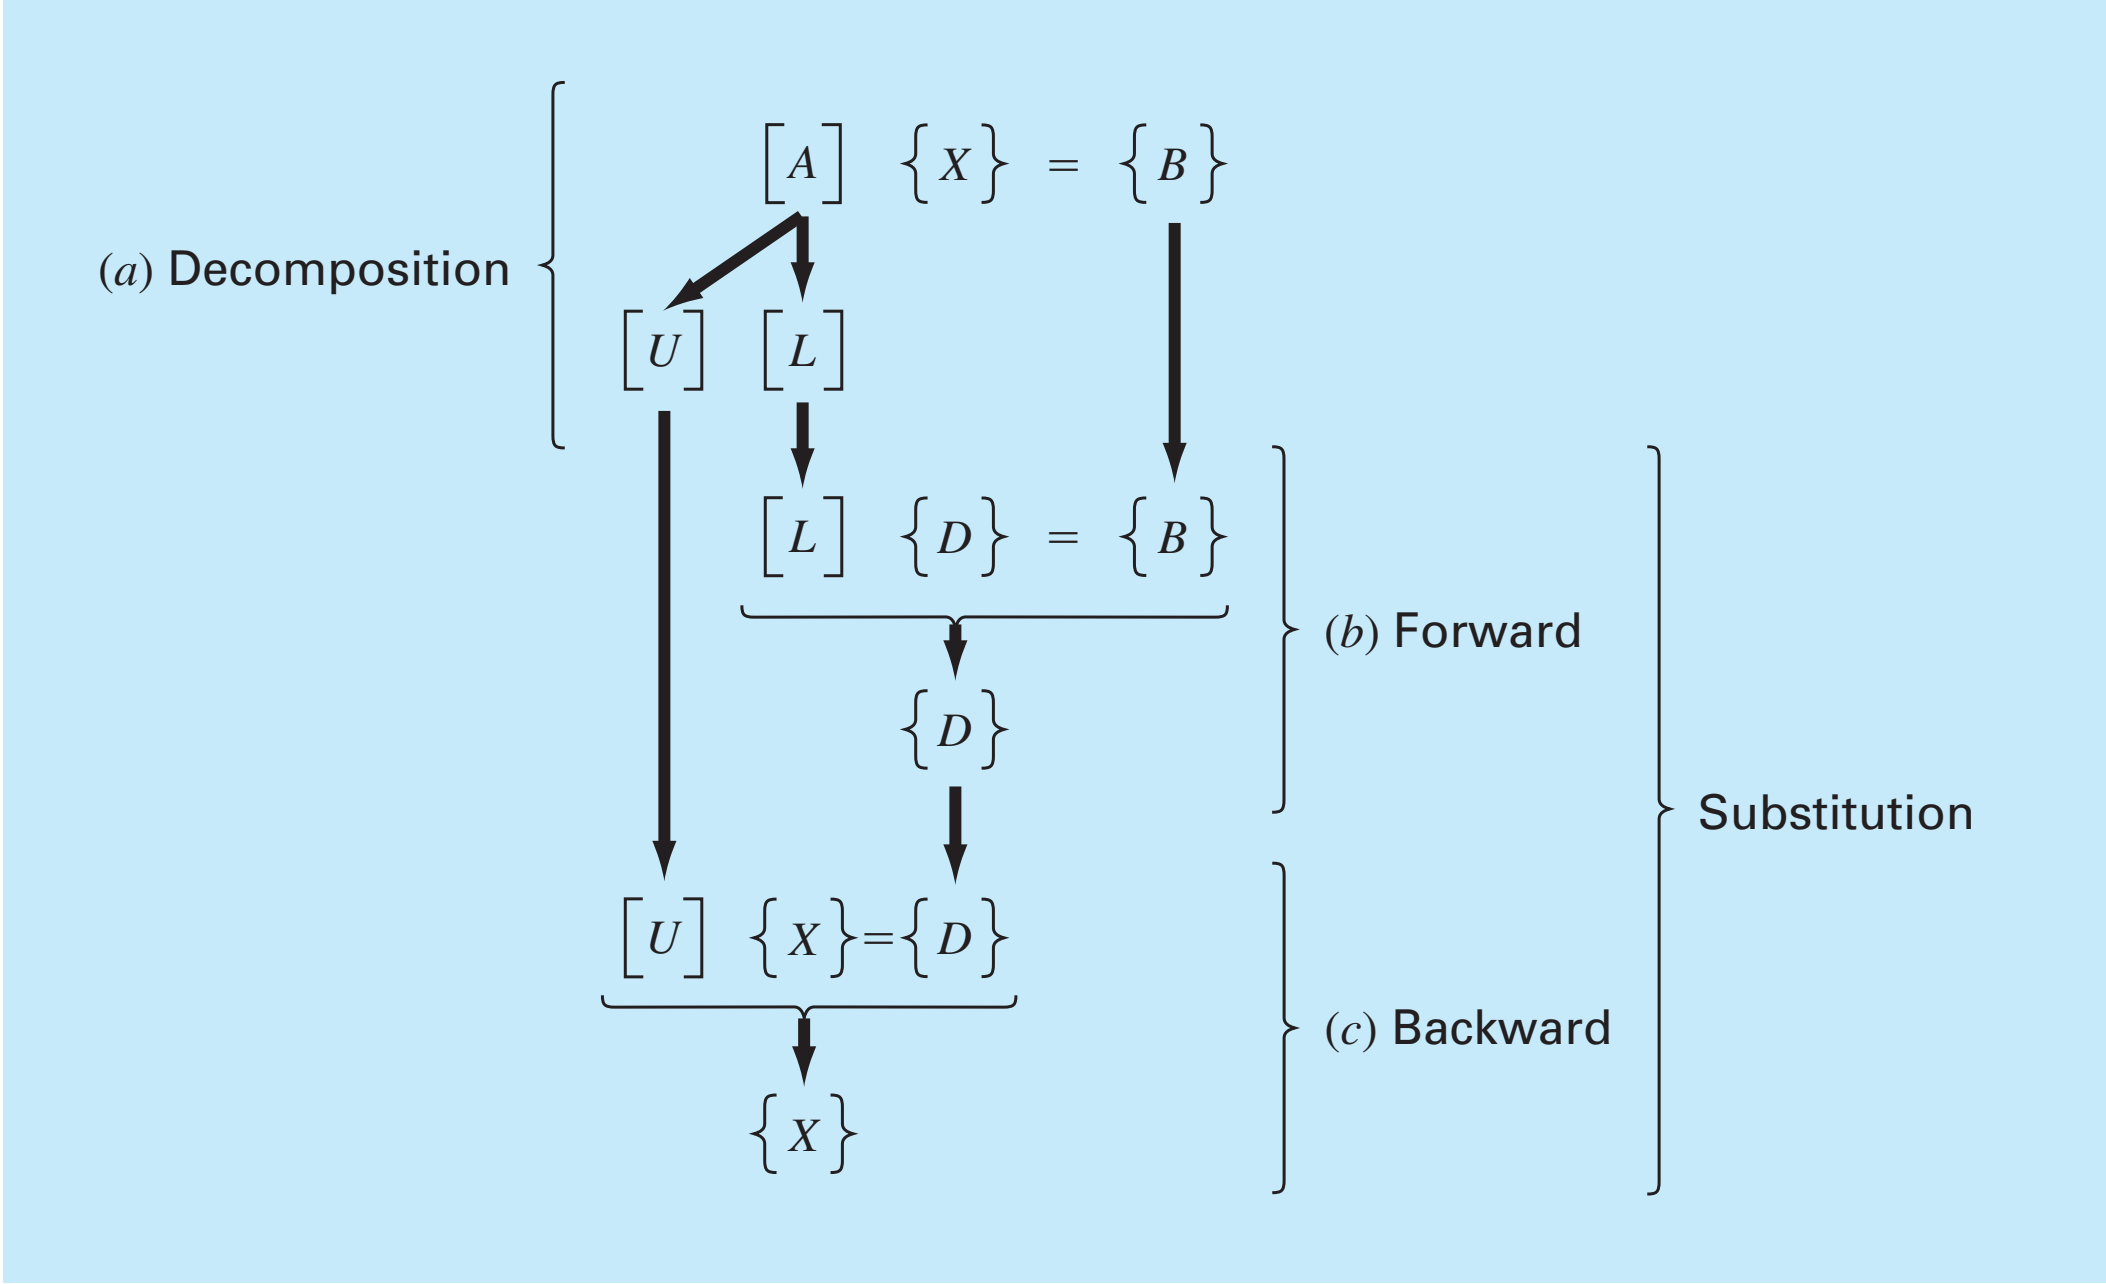 [A] {X} = {B}
(a) Decomposition
[U] [L]
[L] {D} = {B}
(b) Forward
{D}
Substitution
[U] {X} = {D}
(c) Backward
{X}